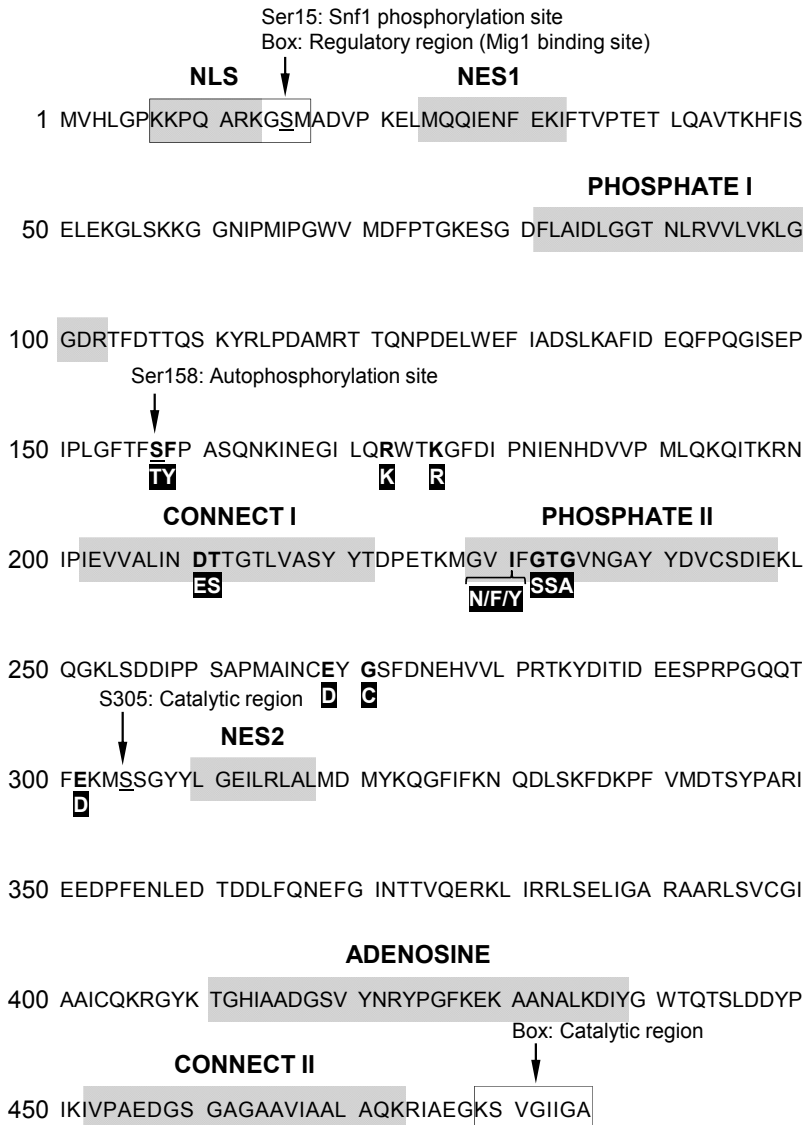 Ser15: Snf1 phosphorylation site
Box: Regulatory region (Mig1 binding site)
NLS NES1
1 MVHLGPKKPQ ARKGSMADVP KELMQQIENF EKIFTVPTET LQAVTKHFIS
PHOSPHATE I
50 ELEKGLSKKG GNIPMIPGWV MDFPTGKESG DFLAIDLGGT NLRVVLVKLG
100 GDRTFDTTQS KYRLPDAMRT TQNPDELWEF IADSLKAFID EQFPQGISEP
Ser158: Autophosphorylation site
150 IPLGFTFSFP ASQNKINEGI LQRWTKGFDI PNIENHDVVP MLQKQITKRN
TY K R
CONNECT I PHOSPHATE II
200 IPIEVVALIN DTTGTLVASY YTDPETKMGV IFGTGVNGAY YDVCSDIEKL
ES N/F/Y SSA
250 QGKLSDDIPP SAPMAINCEY GSFDNEHVVL PRTKYDITID EESPRPGQQT
D C
S305: Catalytic region
NES2
300 FEKMSSGYYL GEILRLALMD MYKQGFIFKN QDLSKFDKPF VMDTSYPARI
D
350 EEDPFENLED TDDLFQNEFG INTTVQERKL IRRLSELIGA RAARLSVCGI
ADENOSINE
400 AAICQKRGYK TGHIAADGSV YNRYPGFKEK AANALKDIYG WTQTSLDDYP
Box: Catalytic region
CONNECT II
450 IKIVPAEDGSG GAGAAVIAAL AQKRIAEGKS VGIIGA